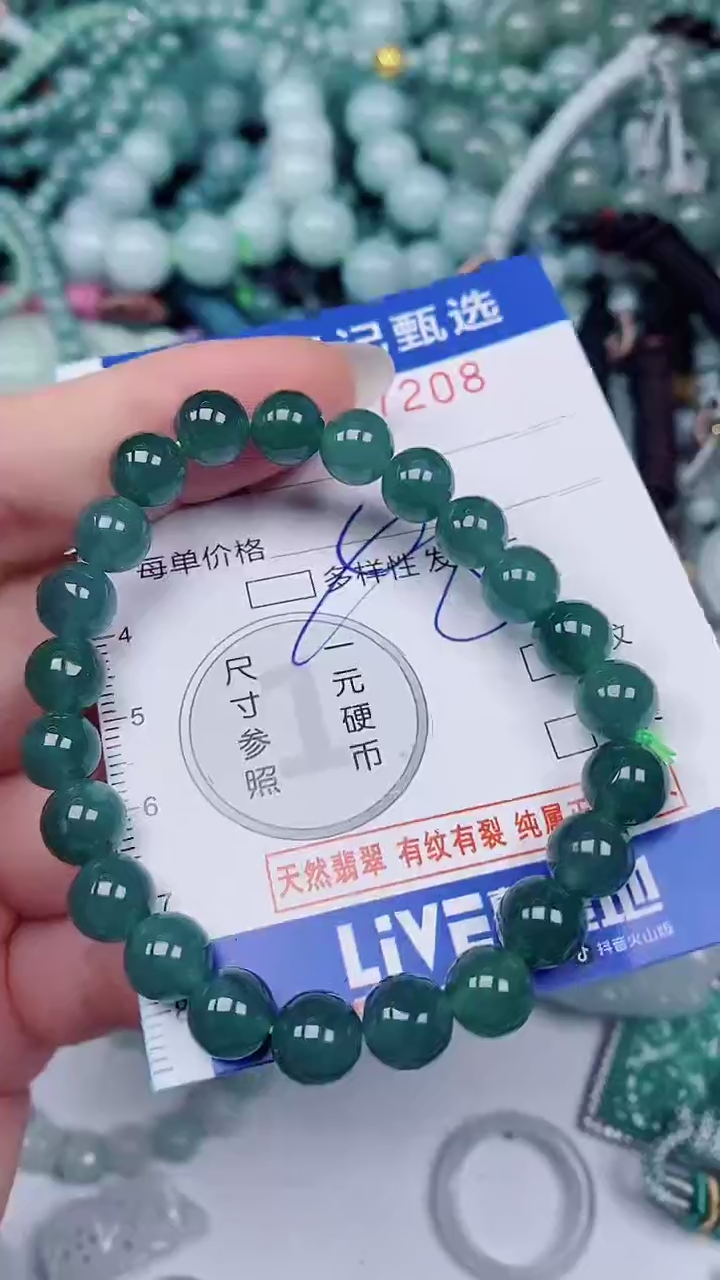 记甄选
1208
每单价格
多样性发
4
尺寸参照
一元硬币
5
6
天然翡翠 有纹有裂 纯属正
7
LiVE
抖音火山版